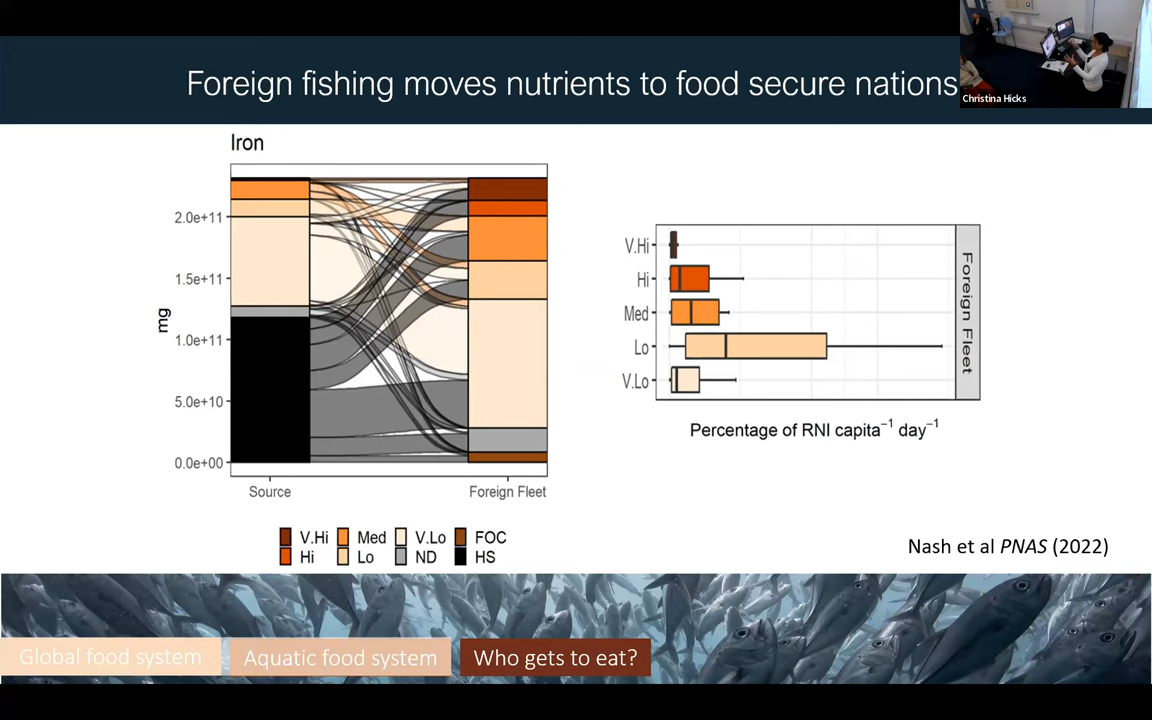 Foreign fishing moves nutrients to food secure nations
Christina Hicks
Iron
mg
2.0e+11
1.5e+11
1.0e+11
5.0e+10
0.0e+00
Source
Foreign Fleet
V.Hi
Med
V.Lo
FOC
Hi
Lo
ND
HS
V.Hi
Hi
Med
Lo
V.Lo
Foreign Fleet
Percentage of RNI capita⁻¹ day⁻¹
Nash et al PNAS (2022)
Global food system
Aquatic food system
Who gets to eat?